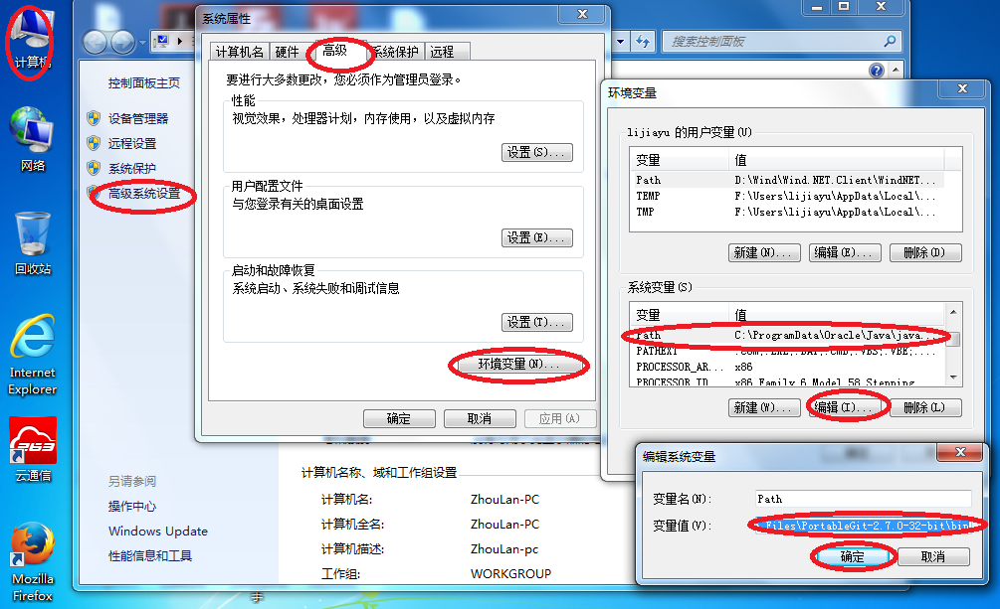 计算机
网络
回收站
Internet
Explorer
云通信
Mozilla
Firefox
搜索控制面板
控制面板主页
设备管理器
远程设置
系统保护
高级系统设置
另请参阅
操作中心
Windows Update
性能信息和工具
计算机名称、域和工作组设置
计算机名: ZhouLan-PC
计算机全名: ZhouLan-PC
计算机描述: ZhouLan-pc
工作组: WORKGROUP
系统属性
计算机名 硬件 高级 系统保护 远程
要进行大多数更改，您必须作为管理员登录。
性能
视觉效果，处理器计划，内存使用，以及虚拟内存
设置(S)...
用户配置文件
与您登录有关的桌面设置
设置(E)...
启动和故障恢复
系统启动、系统失败和调试信息
设置(T)...
环境变量(N)...
确定 取消 应用(A)
环境变量
lijiayu 的用户变量(U)
变量 值
Path D:\Wind\Wind.NET.Client\WindNET...
TEMP F:\Users\lijiayu\AppData\Local\...
TMP F:\Users\lijiayu\AppData\Local\...
新建(N)... 编辑(E)... 删除(D)
系统变量(S)
变量 值
Path C:\ProgramData\Oracle\Java\java...
PATHEXT .COM;.EXE;.BAT;.CMD;.VBS;.VBE;....
PROCESSOR_AR... x86
PROCESSOR_ID x86 Family 6 Model 58 Stepping
新建(W)... 编辑(I)... 删除(L)
编辑系统变量
变量名(N): Path
变量值(V): Files\PortableGit-2.7.0-32-bit\bin
确定 取消